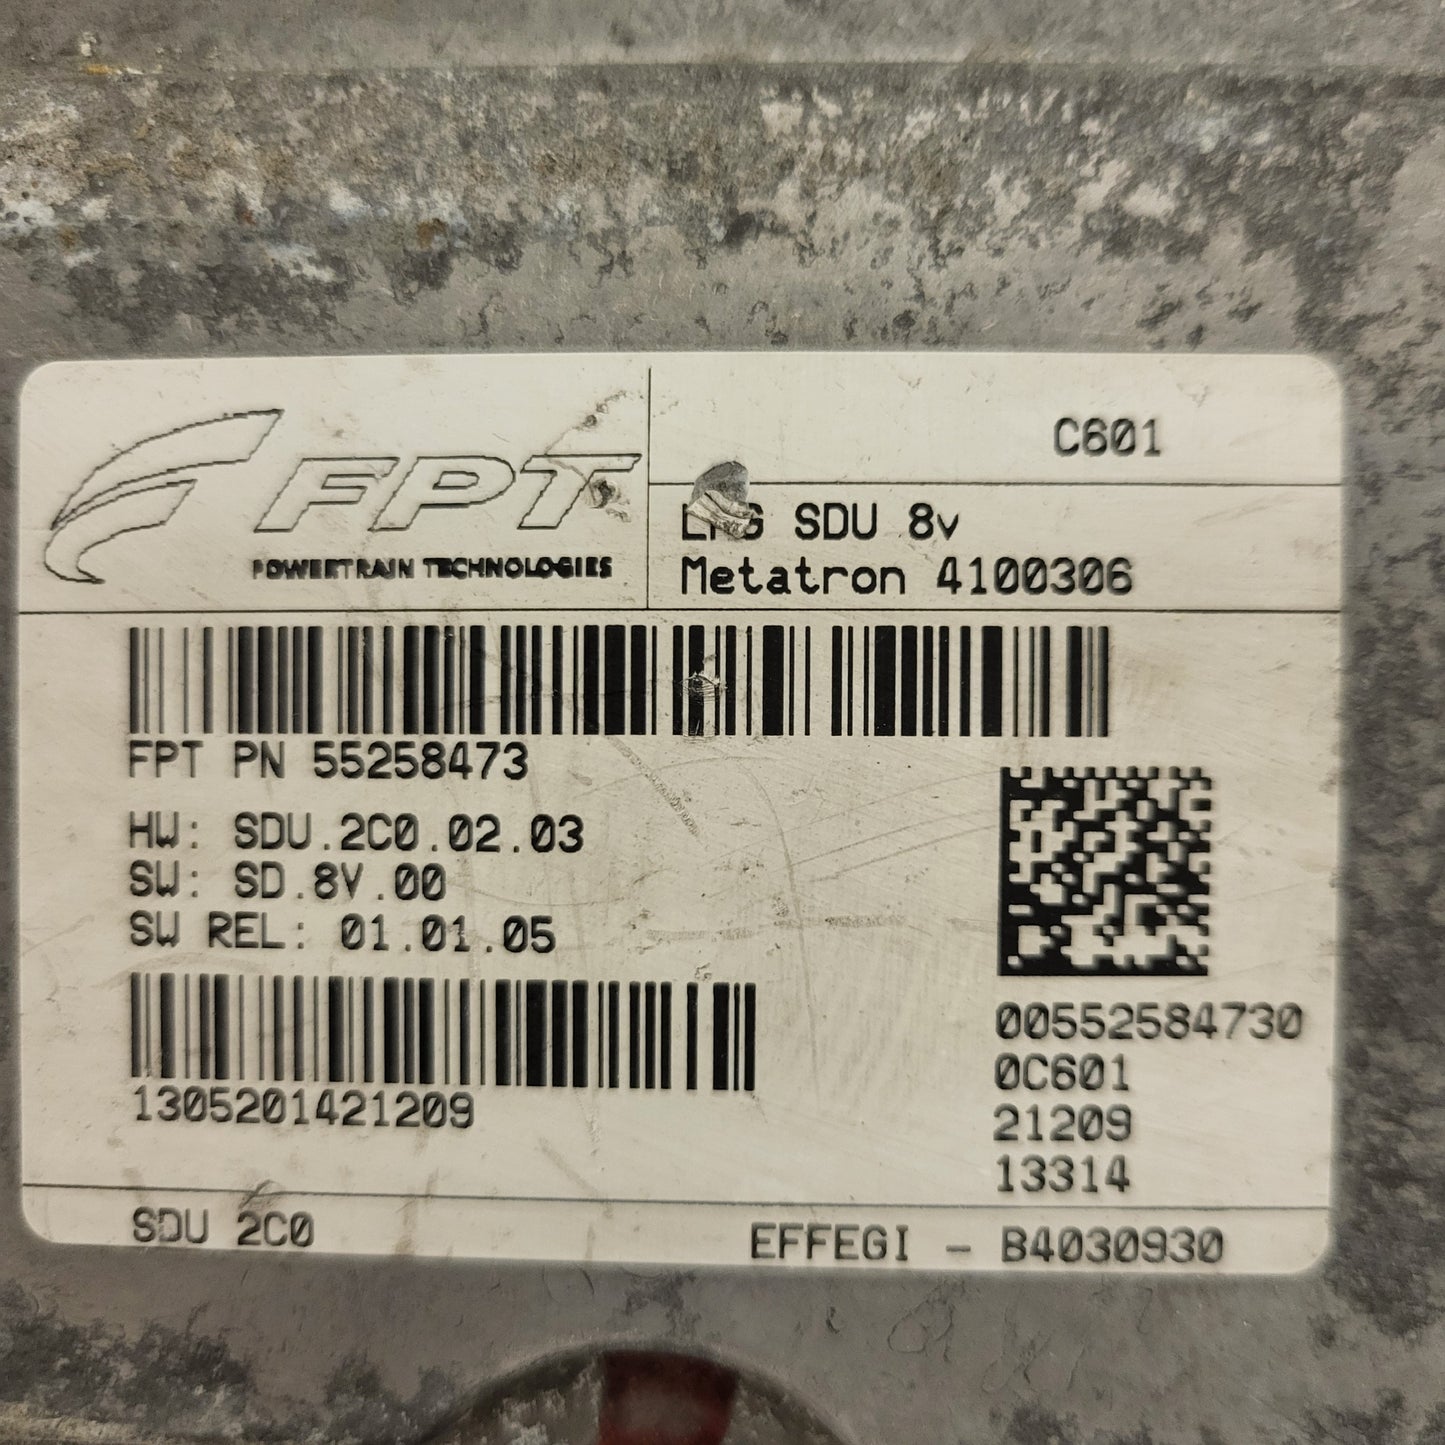 FPT
POWERTRAIN TECHNOLOGIES
C601
LPG SDU 8v
Metatron 4100306
FPT PN 55258473
HW: SDU.2C0.02.03
SW: SD.8V.00
SW REL: 01.01.05
1305201421209
00552584730
0C601
21209
13314
SDU 2C0
EFFEGI - B4030930